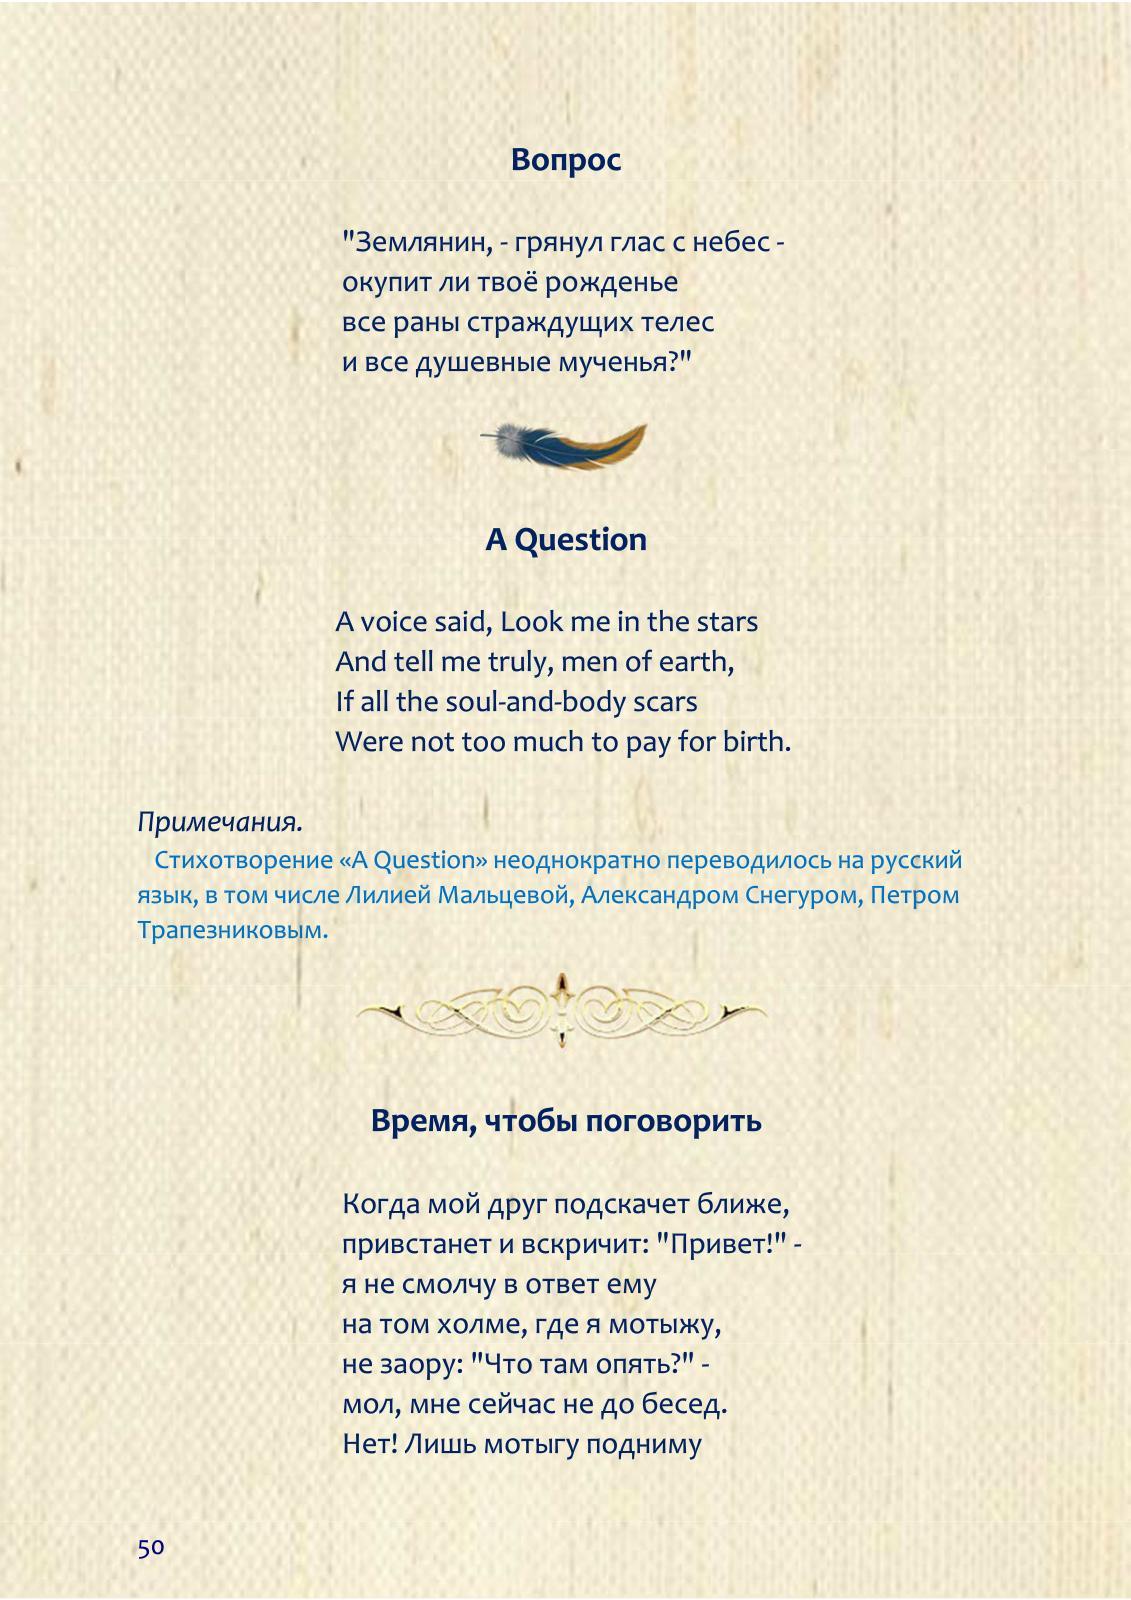 Вопрос
"Землянин, - грянул глас с небес -
окупит ли твоё рожденье
все раны страждущих телес
и все душевные мученья?"
A Question
A voice said, Look me in the stars
And tell me truly, men of earth,
If all the soul-and-body scars
Were not too much to pay for birth.
Примечания.
Стихотворение «A Question» неоднократно переводилось на русский
язык, в том числе Лилией Мальцевой, Александром Снегуром, Петром
Трапезниковым.
Время, чтобы поговорить
Когда мой друг подскачет ближе,
привстанет и вскричит: "Привет!" -
я не смолчу в ответ ему
на том холме, где я мотыжу,
не заору: "Что там опять?" -
мол, мне сейчас не до бесед.
Нет! Лишь мотыгу подниму
50